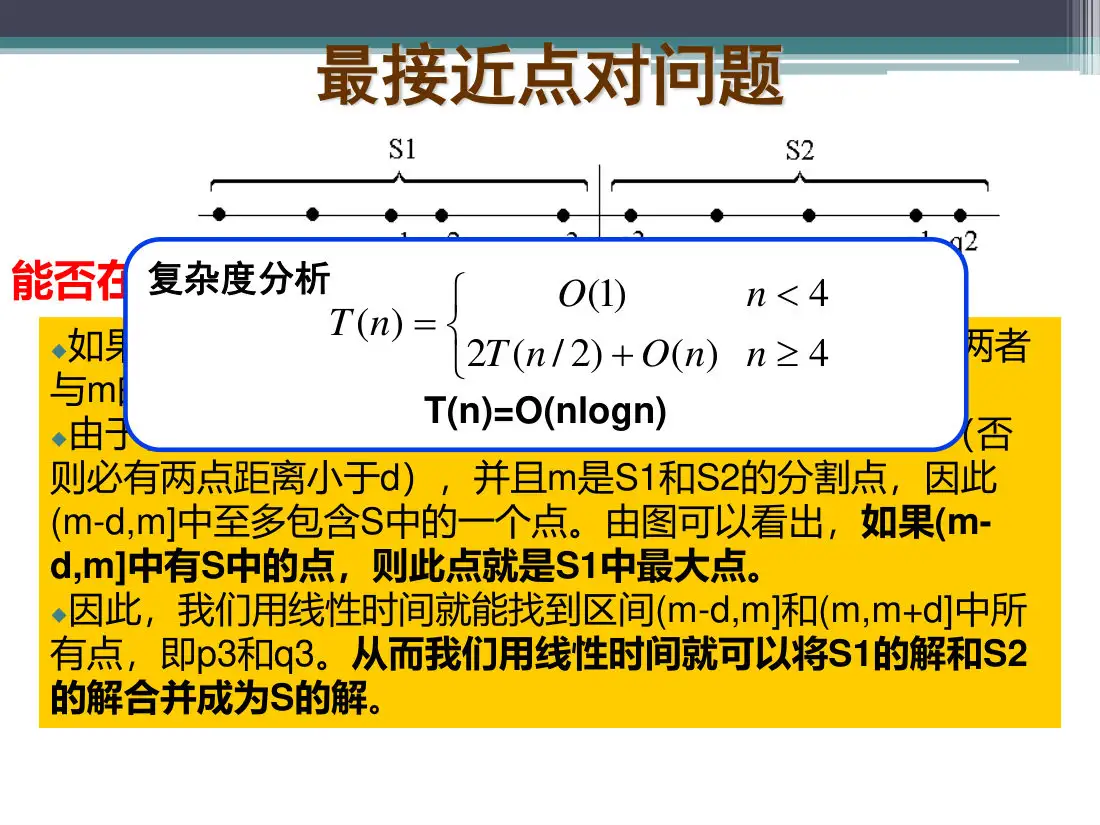 最接近点对问题
S1 S2
q2
能否在
复杂度分析
T(n) = { O(1) n < 4
2T(n/2) + O(n) n ≥ 4
T(n)=O(nlogn)
如果 两者
与m
由于 （否
则必有两点距离小于d），并且m是S1和S2的分割点，因此
(m-d,m]中至多包含S中的一个点。由图可以看出，如果(m-
d,m]中有S中的点，则此点就是S1中最大点。
因此，我们用线性时间就能找到区间(m-d,m]和(m,m+d]中所
有点，即p3和q3。从而我们用线性时间就可以将S1的解和S2
的解合并成为S的解。